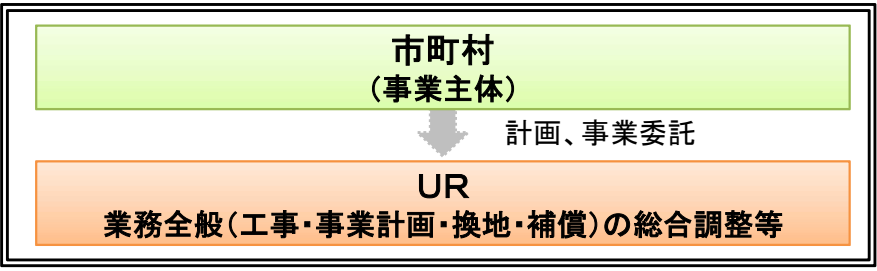 市町村
（事業主体）
計画、事業委託
ＵＲ
業務全般（工事・事業計画・換地・補償）の総合調整等